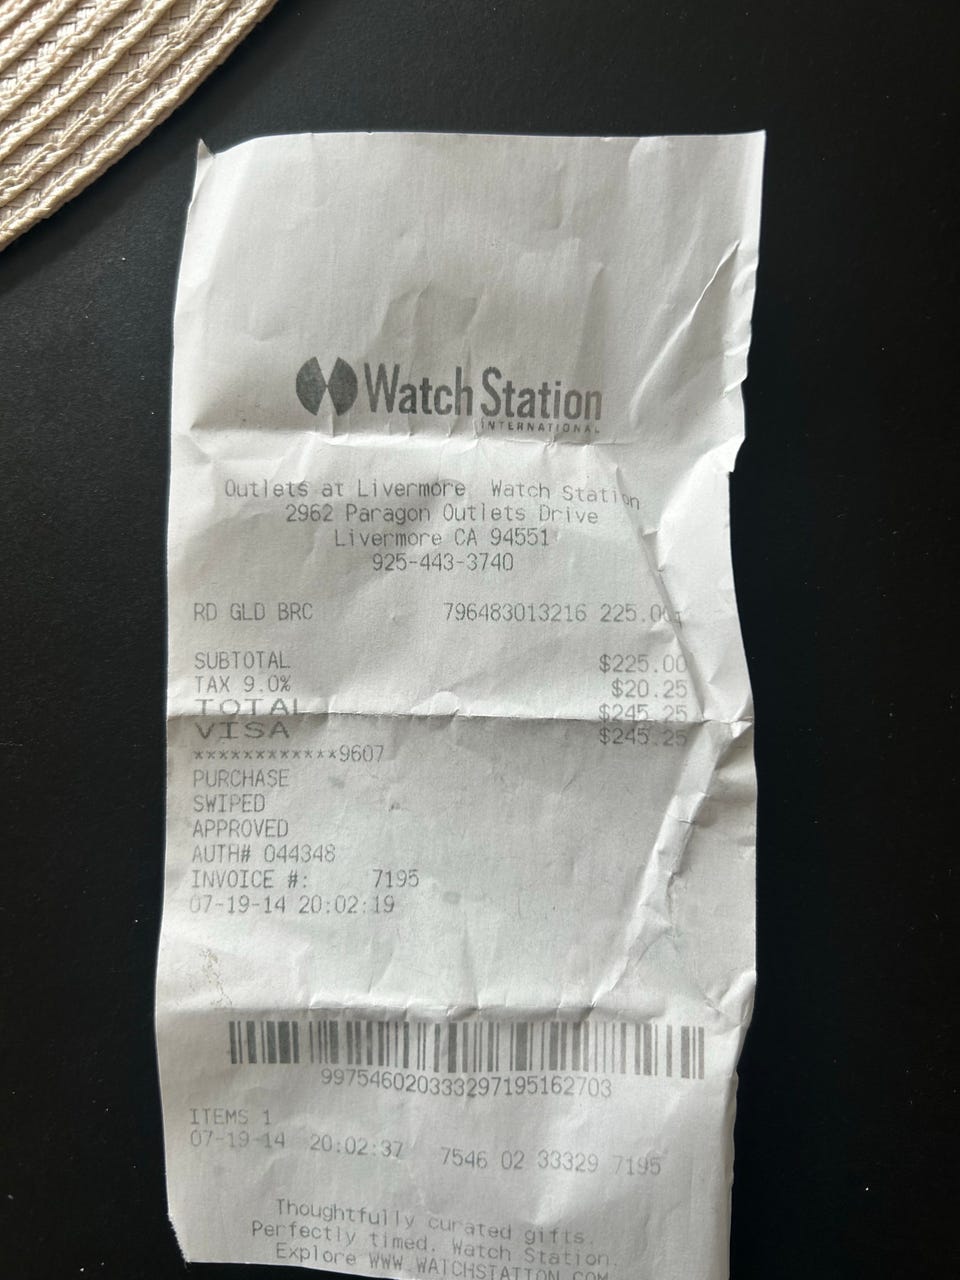 Watch Station
INTERNATIONAL
Outlets at Livermore Watch Station
2962 Paragon Outlets Drive
Livermore CA 94551
925-443-3740
RD GLD BRC 796483013216 225.00
SUBTOTAL $225.00
TAX 9.0% $20.25
TOTAL $245.25
VISA $245.25
************9607
PURCHASE
SWIPED
APPROVED
AUTH# 044348
INVOICE #: 7195
07-19-14 20:02:19
9975460203332971951​62703
ITEMS 1
07-19-14 20:02:37 7546 02 33329 7195
Thoughtfully curated gifts.
Perfectly timed. Watch Station.
Explore WWW.WATCHSTATION.COM